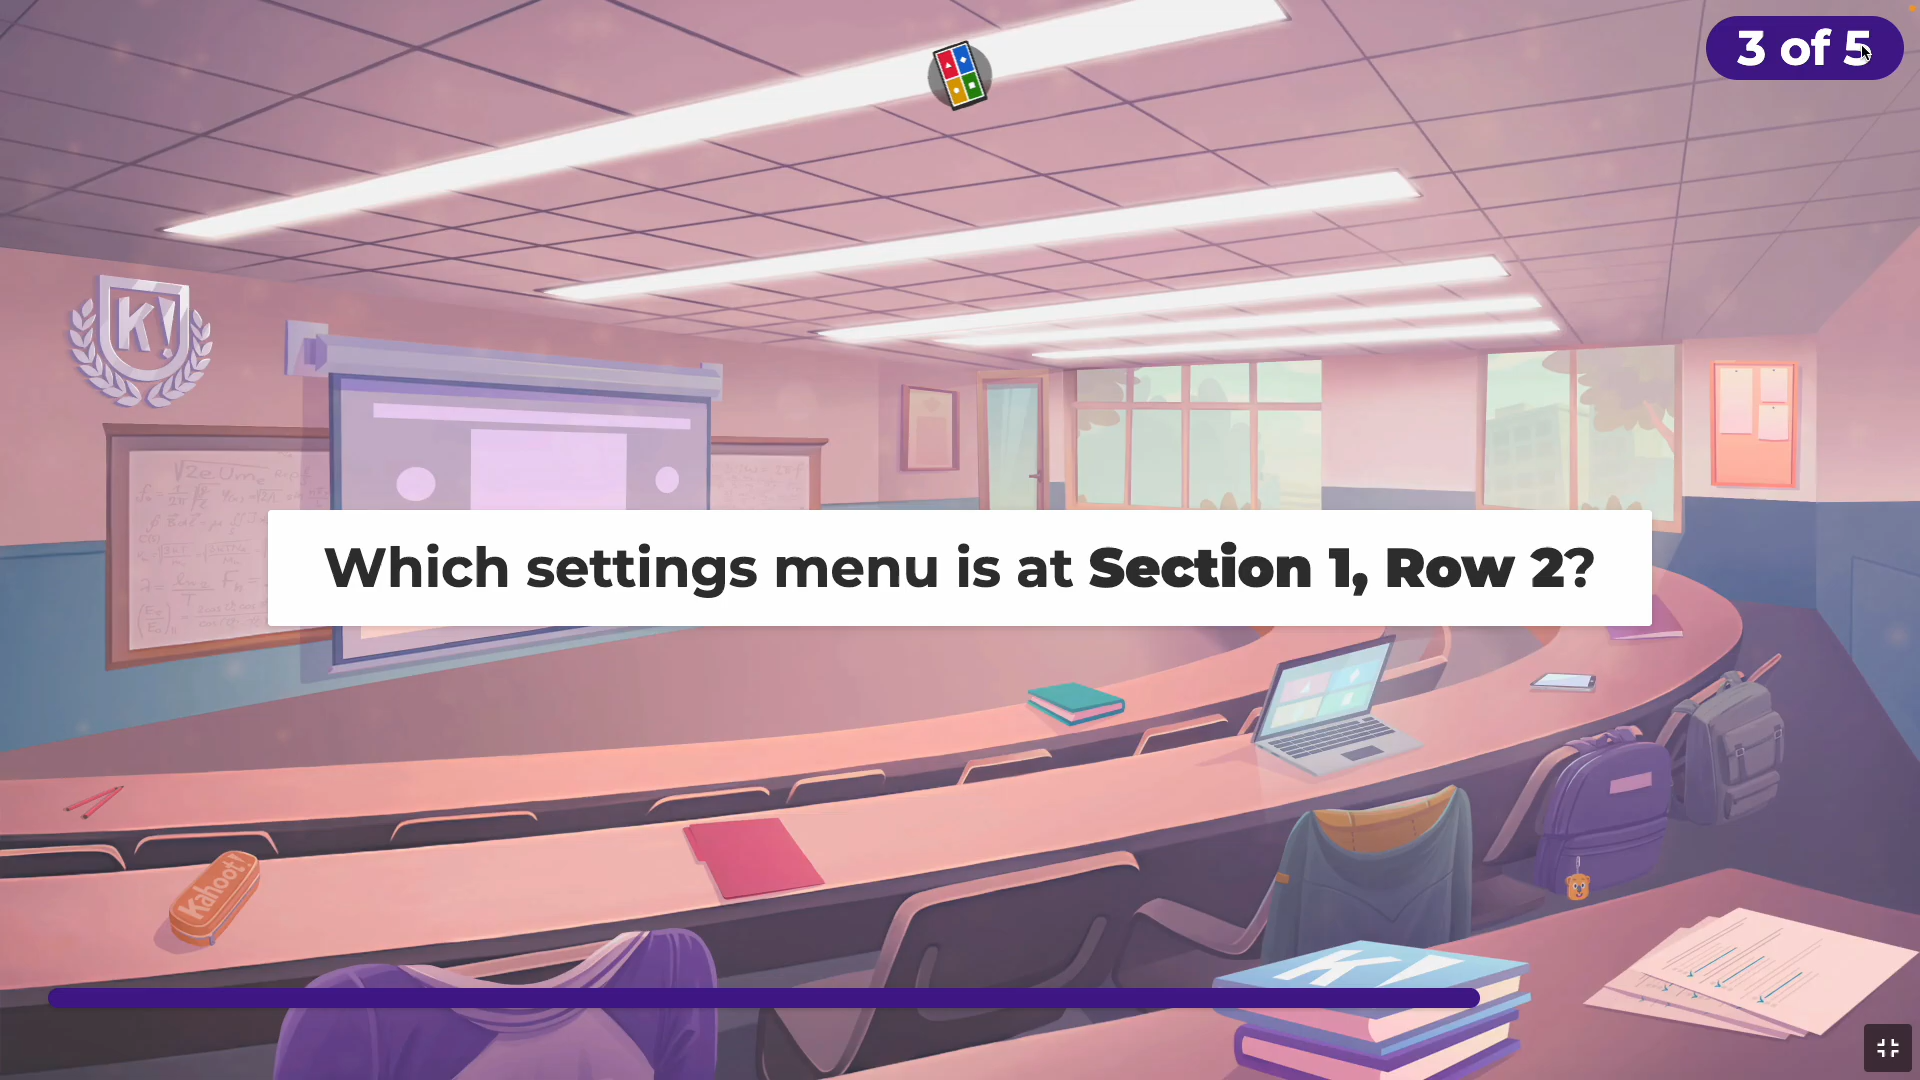 3 of 5
K!
Which settings menu is at Section 1, Row 2?
Kahoot!
K!